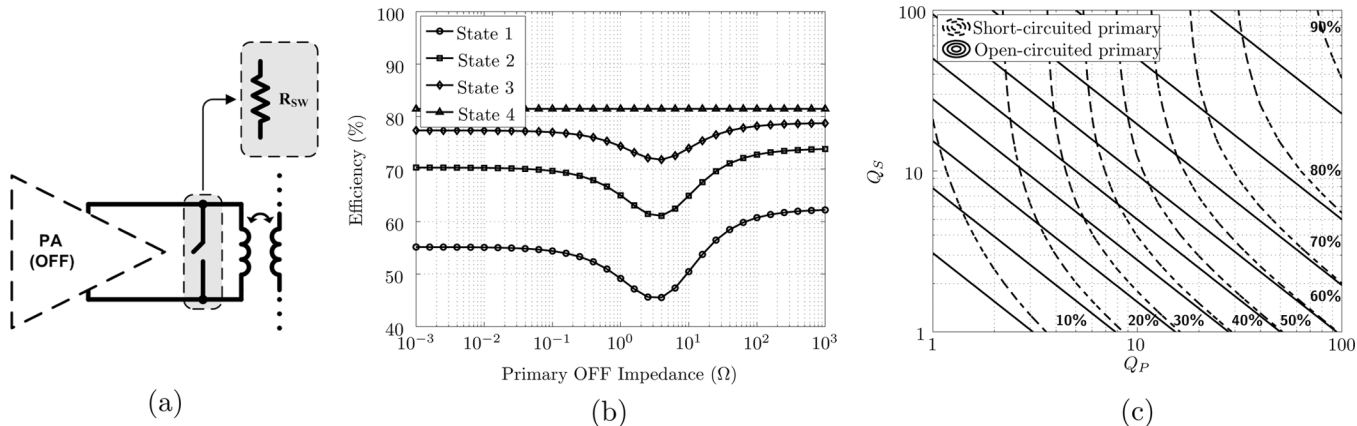 R_SW
PA
(OFF)
(a)
Efficiency (%)
100
90
80
70
60
50
40
State 1
State 2
State 3
State 4
10^−3
10^−2
10^−1
10^0
10^1
10^2
10^3
Primary OFF Impedance (Ω)
(b)
Q_S
100
10
1
Short-circuited primary
Open-circuited primary
90%
80%
70%
60%
10%
20%
30%
40%
50%
1
10
100
Q_P
(c)